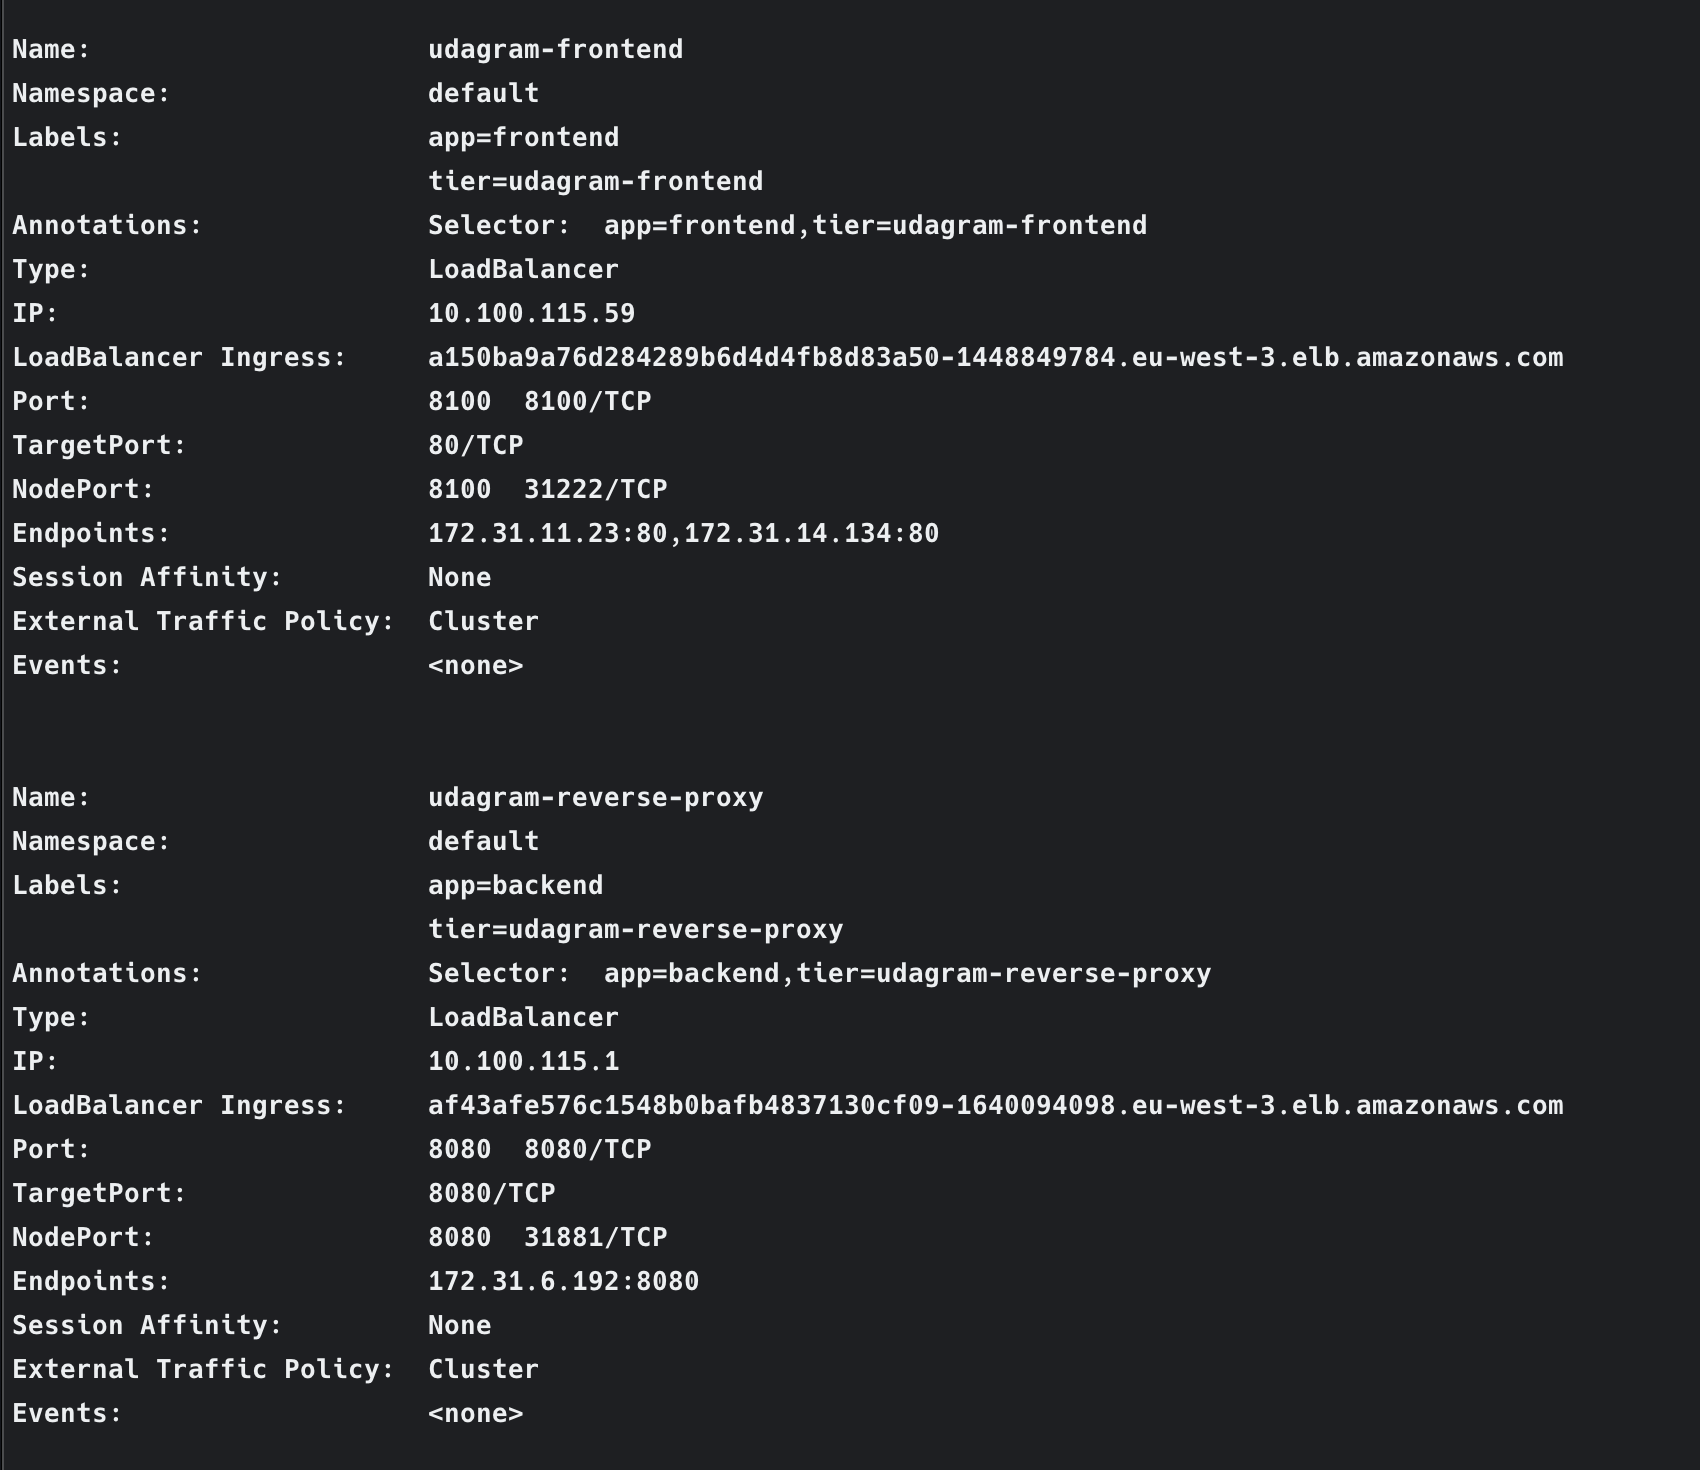 Name: udagram-frontend
Namespace: default
Labels: app=frontend
tier=udagram-frontend
Annotations: Selector:  app=frontend,tier=udagram-frontend
Type: LoadBalancer
IP: 10.100.115.59
LoadBalancer Ingress: a150ba9a76d284289b6d4d4fb8d83a50-1448849784.eu-west-3.elb.amazonaws.com
Port: 8100  8100/TCP
TargetPort: 80/TCP
NodePort: 8100  31222/TCP
Endpoints: 172.31.11.23:80,172.31.14.134:80
Session Affinity: None
External Traffic Policy: Cluster
Events: <none>
Name: udagram-reverse-proxy
Namespace: default
Labels: app=backend
tier=udagram-reverse-proxy
Annotations: Selector:  app=backend,tier=udagram-reverse-proxy
Type: LoadBalancer
IP: 10.100.115.1
LoadBalancer Ingress: af43afe576c1548b0bafb4837130cf09-1640094098.eu-west-3.elb.amazonaws.com
Port: 8080  8080/TCP
TargetPort: 8080/TCP
NodePort: 8080  31881/TCP
Endpoints: 172.31.6.192:8080
Session Affinity: None
External Traffic Policy: Cluster
Events: <none>